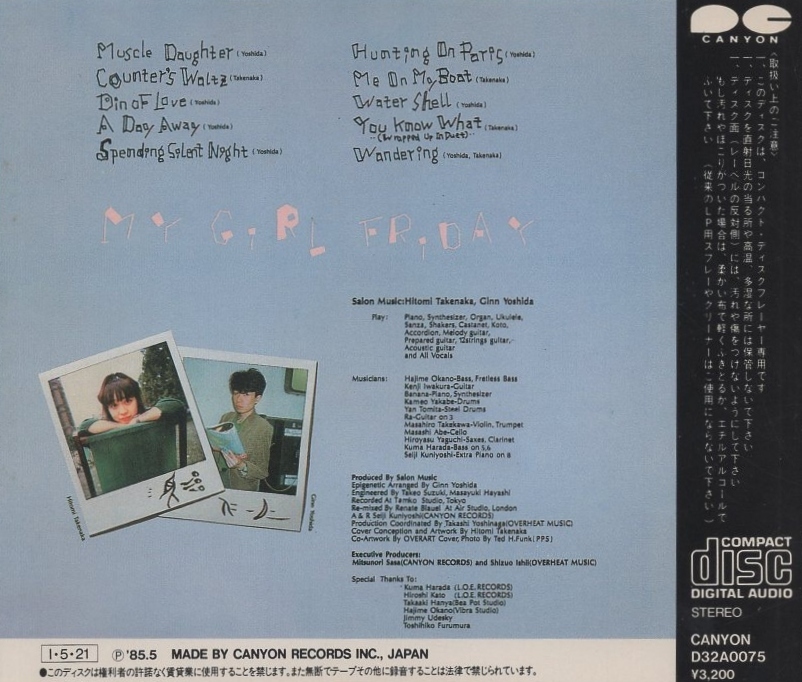 Muscle Daughter (Yoshida)
Counter's Waltz (Takenaka)
Din of Love (Yoshida)
A Day Away (Yoshida)
Spending Silent Night (Yoshida)
Hunting On Paris (Yoshida)
Me On My Boat (Takenaka)
Water Shell (Yoshida)
You Know What (Takenaka)
(Wrapped Up In Duet)
Wandering (Yoshida, Takenaka)
MY GiRL FRiDAY
Salon Music: Hitomi Takenaka, Ginn Yoshida
Play: Piano, Synthesizer, Organ, Ukulele,
Sanza, Shakers, Castanet, Koto,
Accordion, Melody guitar,
Prepared guitar, 12strings guitar,
Acoustic guitar
and All Vocals
Musicians: Hajime Okano-Bass, Fretless Bass
Kenji Iwakura-Guitar
Banana-Piano, Synthesizer
Kameo Yakabe-Drums
Yan Tomita-Steel Drums
Ra-Guitar on 3
Masahiro Takekawa-Violin, Trumpet
Masashi Abe-Cello
Hiroyasu Yaguchi-Saxes, Clarinet
Kuma Harada-Bass on 5,6
Seiji Kuniyoshi-Extra Piano on 8
Produced By Salon Music
Epigenetic Arranged By Ginn Yoshida
Engineered By Takeo Suzuki, Masayuki Hayashi
Recorded At Tamko Studio, Tokyo
Re-mixed By Renate Blauel At Air Studio, London
A & R Seiji Kuniyoshi(CANYON RECORDS)
Production Coordinated By Takashi Yoshinaga(OVERHEAT MUSIC)
Cover Conception and Artwork By Hitomi Takenaka
Co-Artwork By OVERART Cover, Photo By Ted H.Funk(P.P.S)
Executive Producers:
Mitsunori Sasa(CANYON RECORDS) and Shizuo Ishii(OVERHEAT MUSIC)
Special Thanks To:
Kuma Harada (L.O.E.RECORDS)
Hiroshi Kato (L.O.E.RECORDS)
Takaaki Hanya(Bea Pot Studio)
Hajime Okano(Vibra Studio)
Jimmy Udesky
Toshihiko Furumura
Hitomi Takenaka
Ginn Yoshida
I・5・21 Ⓟ'85.5 MADE BY CANYON RECORDS INC., JAPAN
●このディスクは権利者の許諾なく賃貸業に使用することを禁じます。また無断でテープその他に録音することは法律で禁じられています。
CANYON
〈取扱い上のご注意〉
一、このディスクは、コンパクト・ディスクプレーヤー専用です
一、ディスクを直射日光の当る所や高温、多湿な所には保管しないで下さい
一、ディスク面(レーベルの反対側)には、汚れや傷をつけないようにして下さい
もし汚れやほこりがついた場合は、柔かい布で軽くふきとるか、エチルアルコールで
ふいて下さい (従来のLP用スプレーやクリーナーはご使用にならないで下さい)
COMPACT
disc
DIGITAL AUDIO
STEREO
CANYON
D32A0075
¥3,200